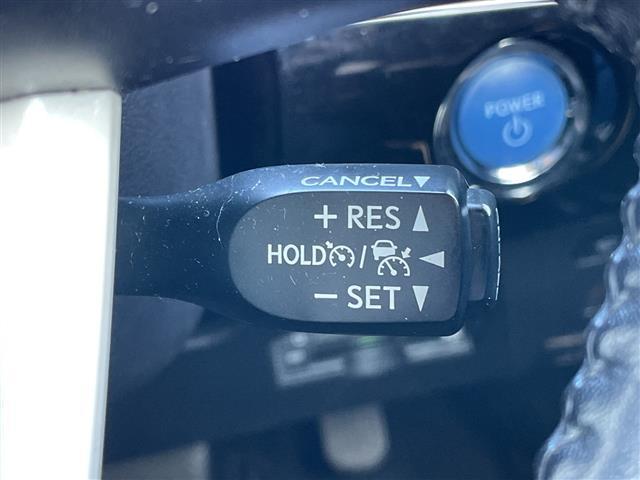 POWER
CANCEL▼
+ RES ▲
HOLD / ◀
− SET ▼